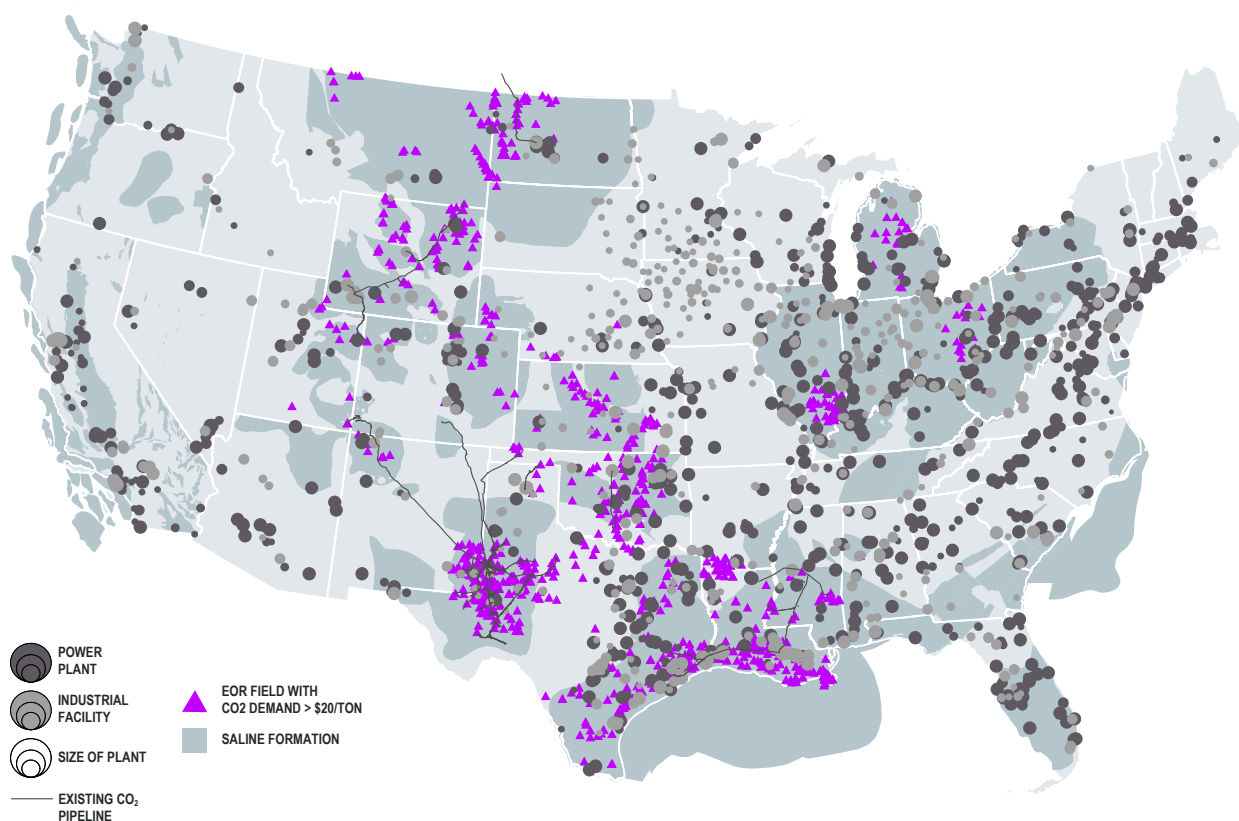 POWER
PLANT
INDUSTRIAL
FACILITY
SIZE OF PLANT
EXISTING CO₂
PIPELINE
EOR FIELD WITH
CO2 DEMAND > $20/TON
SALINE FORMATION